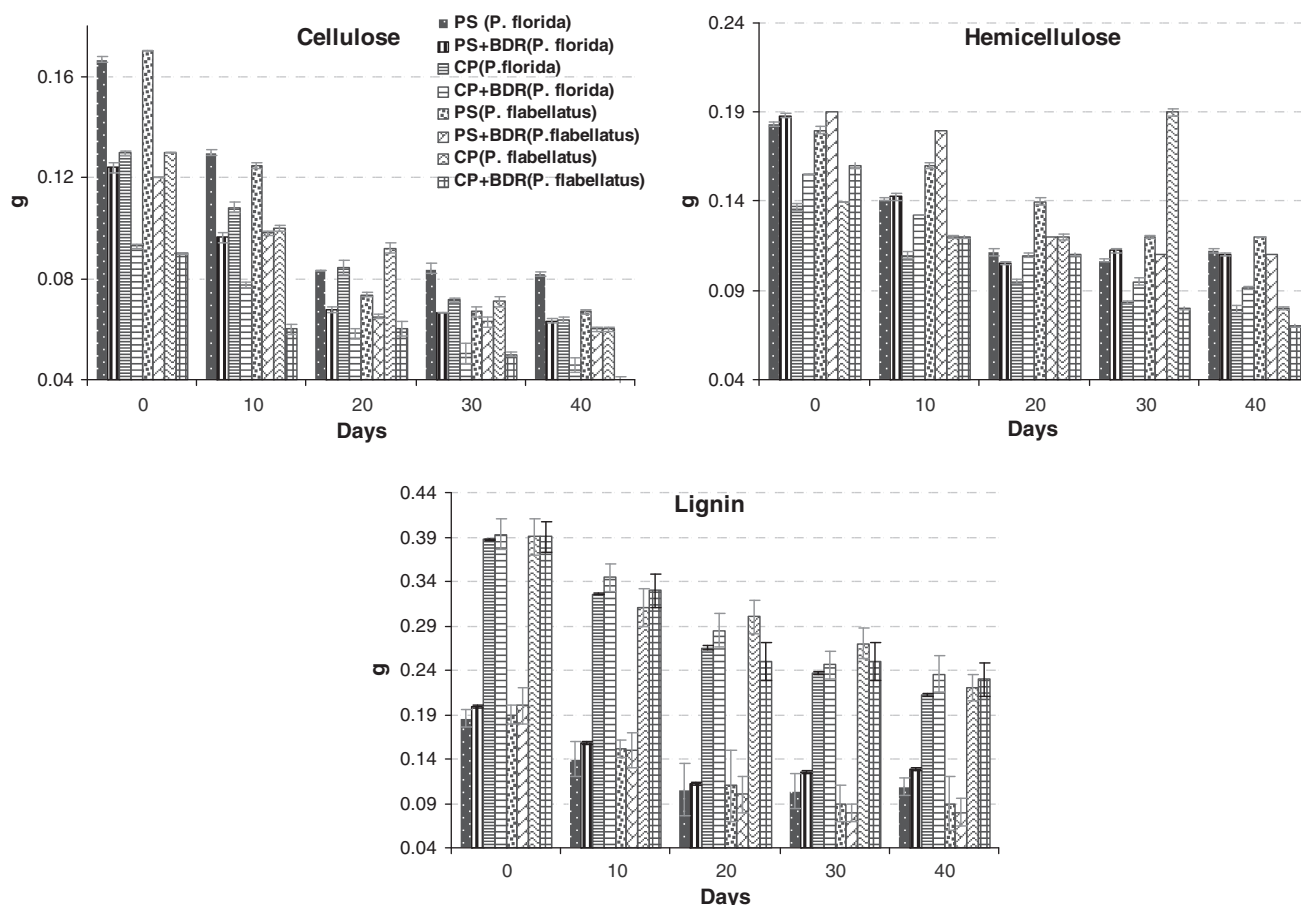 Cellulose
g
0.16
0.12
0.08
0.04
0 10 20 30 40
Days
PS (P. florida)
PS+BDR(P. florida)
CP(P.florida)
CP+BDR(P. florida)
PS(P. flabellatus)
PS+BDR(P.flabellatus)
CP(P. flabellatus)
CP+BDR(P. flabellatus)
Hemicellulose
g
0.24
0.19
0.14
0.09
0.04
0 10 20 30 40
Days
Lignin
g
0.44
0.39
0.34
0.29
0.24
0.19
0.14
0.09
0.04
0 10 20 30 40
Days